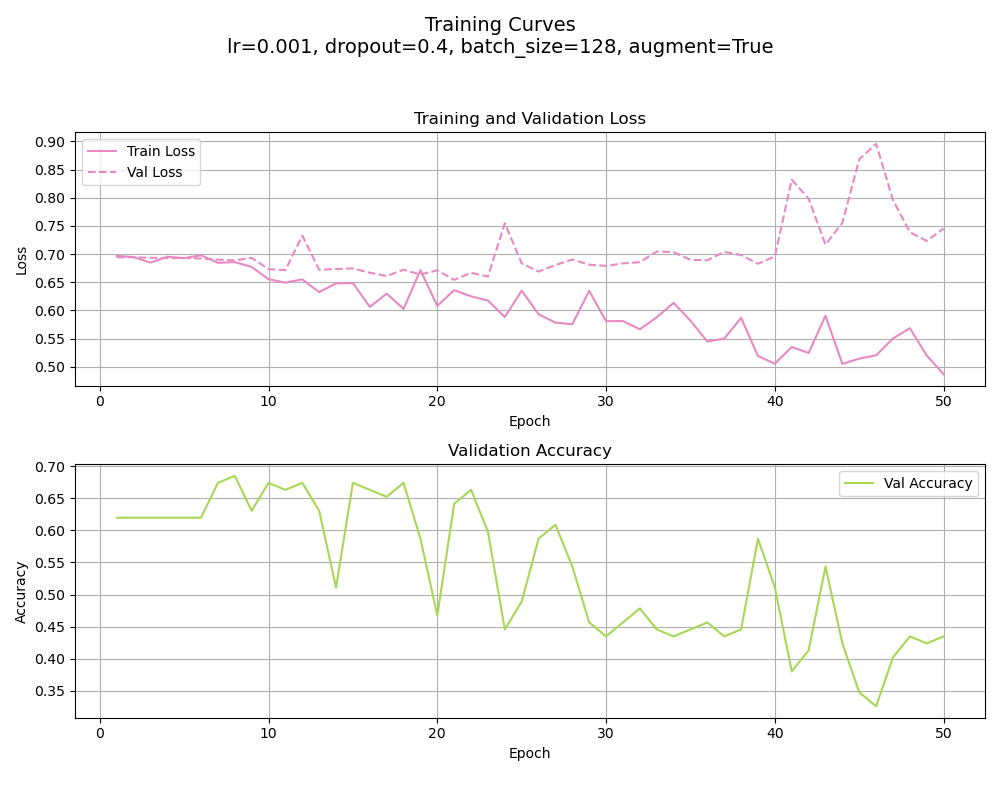 Training Curves
lr=0.001, dropout=0.4, batch_size=128, augment=True
Training and Validation Loss
0.90
0.85
0.80
0.75
0.70
0.65
0.60
0.55
0.50
Loss
Train Loss
Val Loss
0 10 20 30 40 50
Epoch
Validation Accuracy
0.70
0.65
0.60
0.55
0.50
0.45
0.40
0.35
Accuracy
Val Accuracy
0 10 20 30 40 50
Epoch